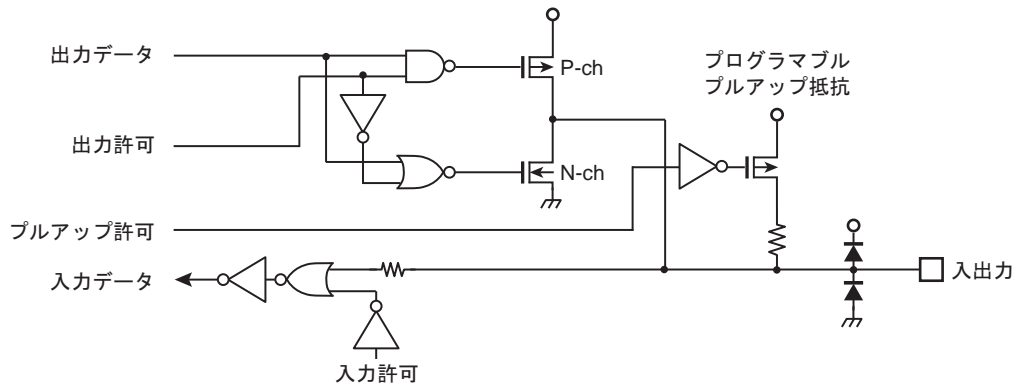 出力データ
出力許可
プルアップ許可
入力データ
入力許可
P-ch
N-ch
プログラマブル
プルアップ抵抗
入出力